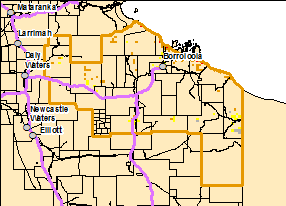 Mataranka
Larrimah
Daly
Waters
Borroloola
Newcastle
Waters
Elliott